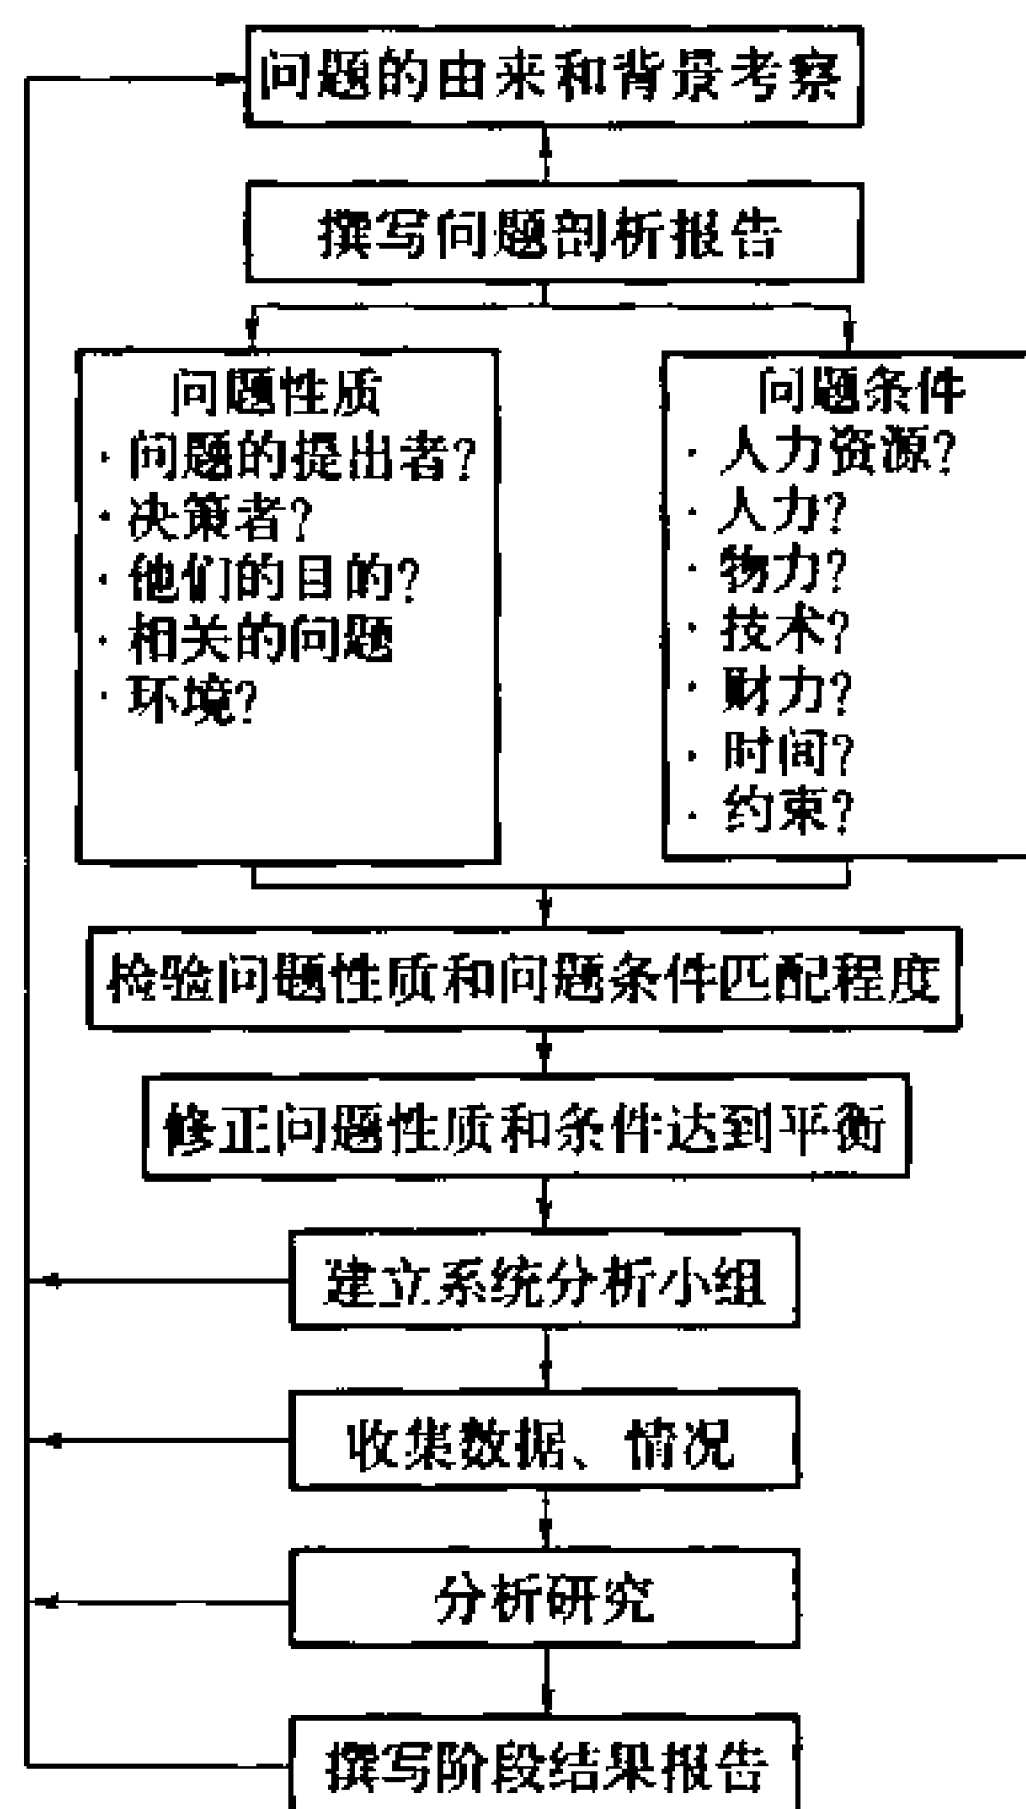 问题的由来和背景考察
撰写问题剖析报告
问题性质
·问题的提出者?
·决策者?
·他们的目的?
·相关的问题
·环境?
问题条件
·人力资源?
·人力?
·物力?
·技术?
·财力?
·时间?
·约束?
检验问题性质和问题条件匹配程度
修正问题性质和条件达到平衡
建立系统分析小组
收集数据、情况
分析研究
撰写阶段结果报告